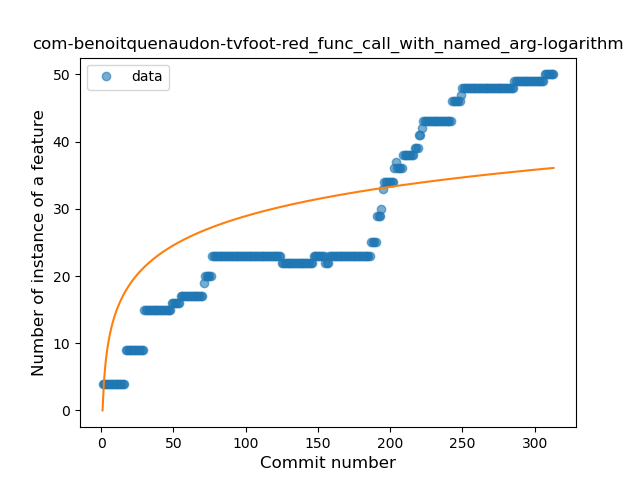 com-benoitquenaudon-tvfoot-red_func_call_with_named_arg-logarithm
data
Number of instance of a feature
50
40
30
20
10
0
0 50 100 150 200 250 300
Commit number